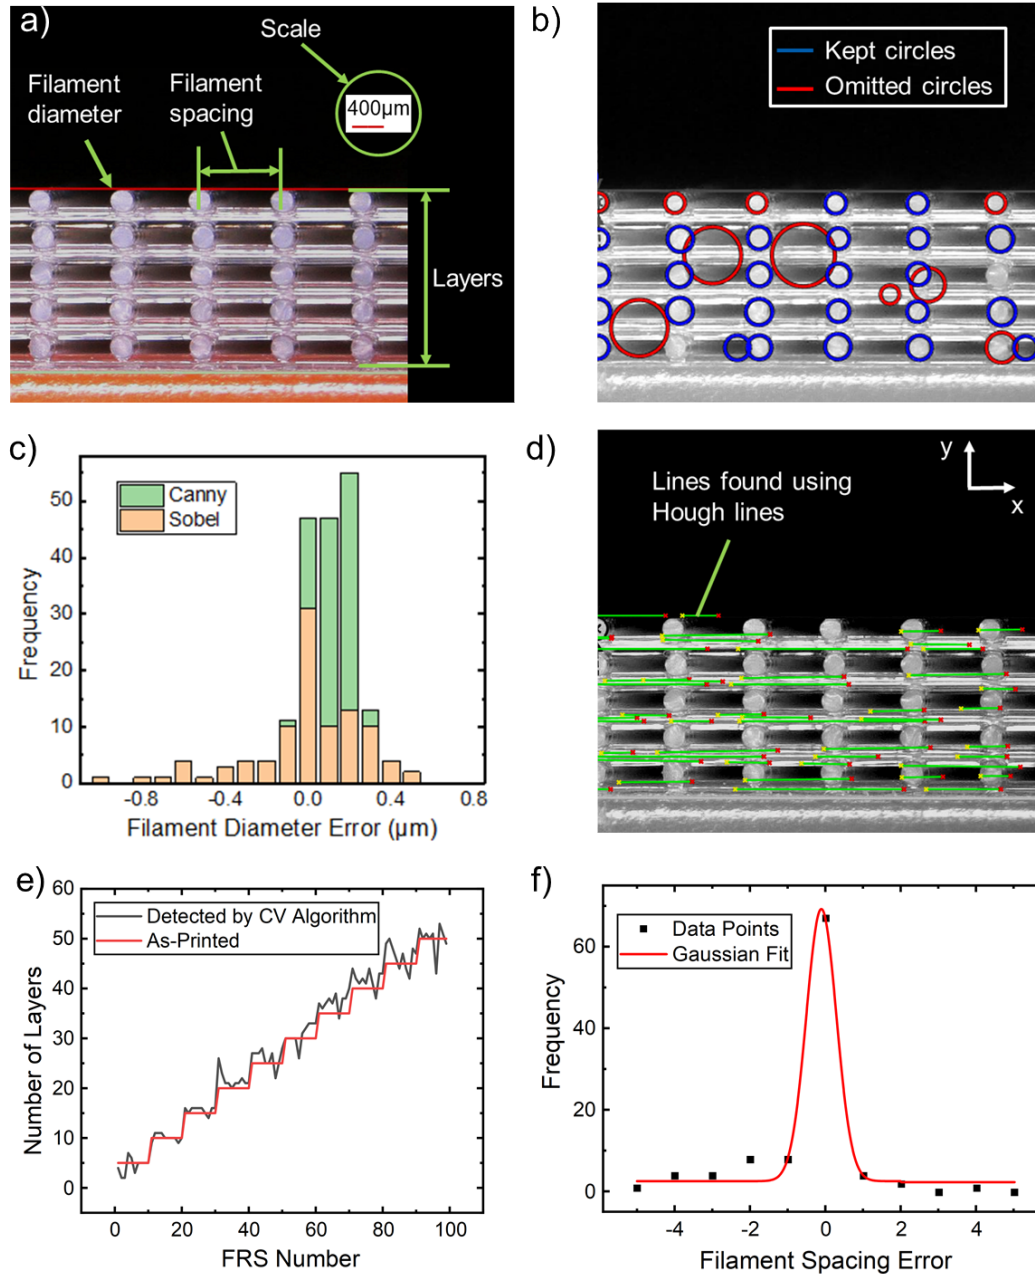 a)
Scale
Filament
diameter
Filament
spacing
400µm
Layers
b)
Kept circles
Omitted circles
c)
Canny
Sobel
50
40
30
20
10
0
Frequency
-0.8
-0.4
0.0
0.4
0.8
Filament Diameter Error (µm)
d)
y
x
Lines found using
Hough lines
e)
Detected by CV Algorithm
As-Printed
60
50
40
30
20
10
0
Number of Layers
0
20
40
60
80
100
FRS Number
f)
Data Points
Gaussian Fit
60
40
20
0
Frequency
-4
-2
0
2
4
Filament Spacing Error